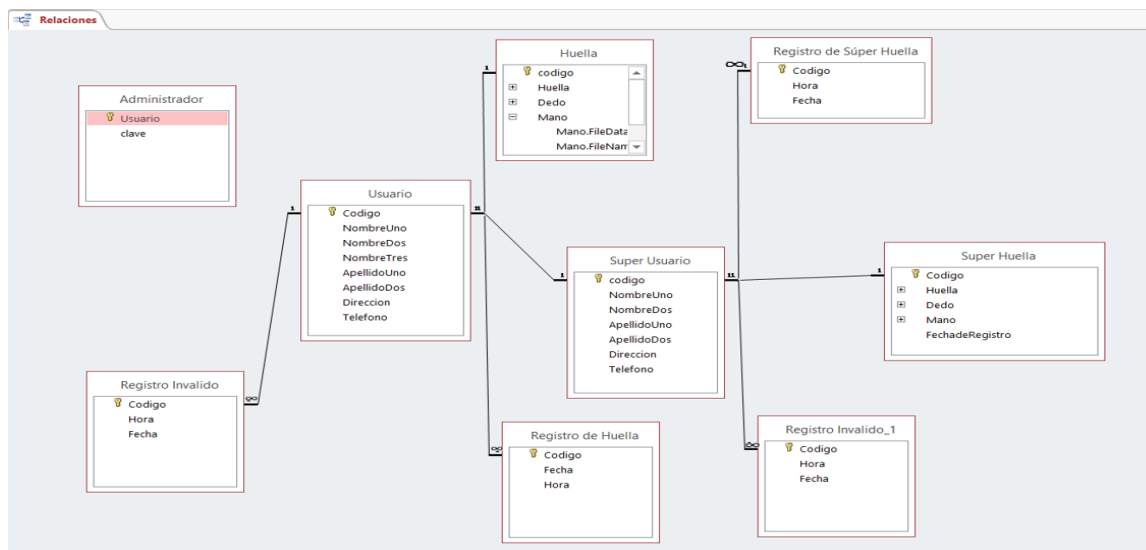 Relaciones
Administrador
Usuario
clave
Usuario
Codigo
NombreUno
NombreDos
NombreTres
ApellidoUno
ApellidoDos
Direccion
Telefono
Registro Invalido
Codigo
Hora
Fecha
Huella
codigo
Huella
Dedo
Mano
Mano.FileData
Mano.FileNam
Super Usuario
codigo
NombreUno
NombreDos
ApellidoUno
ApellidoDos
Direccion
Telefono
Registro de Huella
Codigo
Fecha
Hora
Registro de Súper Huella
Codigo
Hora
Fecha
Super Huella
Codigo
Huella
Dedo
Mano
FechadeRegistro
Registro Invalido_1
Codigo
Hora
Fecha